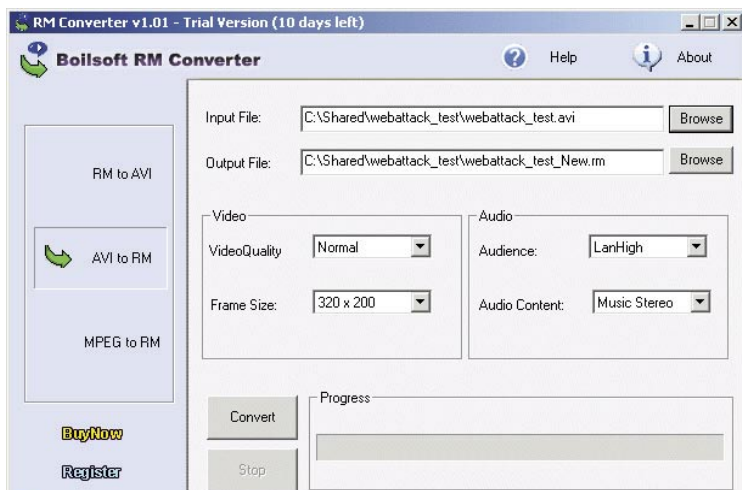 RM Converter v1.01 - Trial Version (10 days left)
Boilsoft RM Converter
Help
About
RM to AVI
AVI to RM
MPEG to RM
BuyNow
Register
Input File: C:\Shared\webattack_test\webattack_test.avi Browse
Output File: C:\Shared\webattack_test\webattack_test_New.rm Browse
Video
VideoQuality Normal
Frame Size: 320 x 200
Audio
Audience: LanHigh
Audio Content: Music Stereo
Convert
Stop
Progress